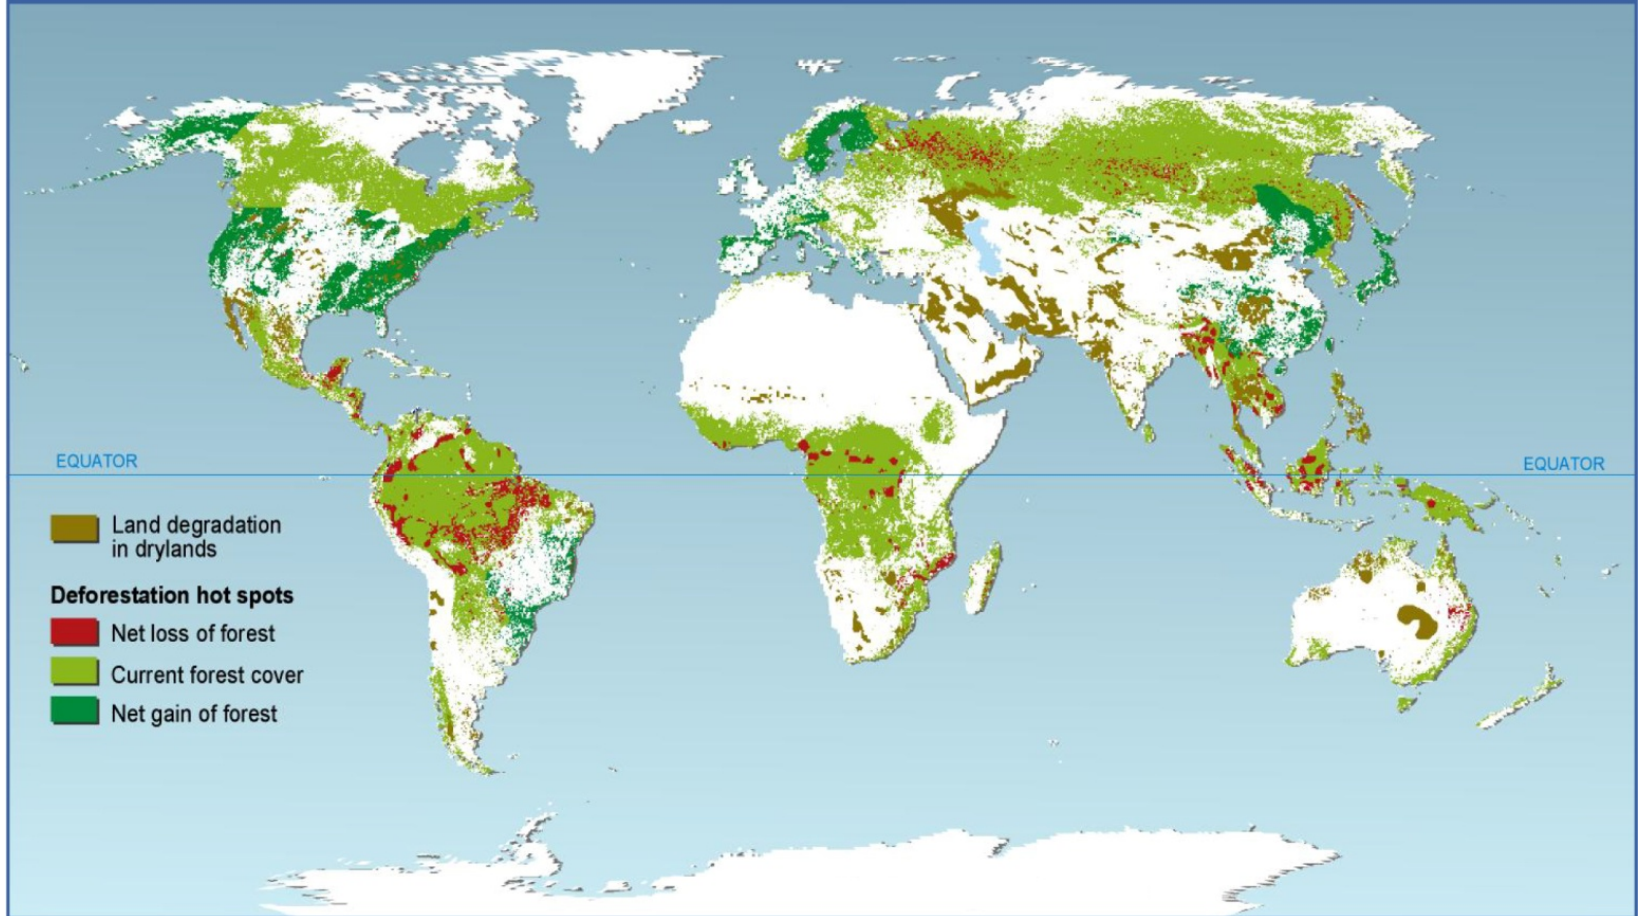 EQUATOR
EQUATOR
Land degradation
in drylands
Deforestation hot spots
Net loss of forest
Current forest cover
Net gain of forest